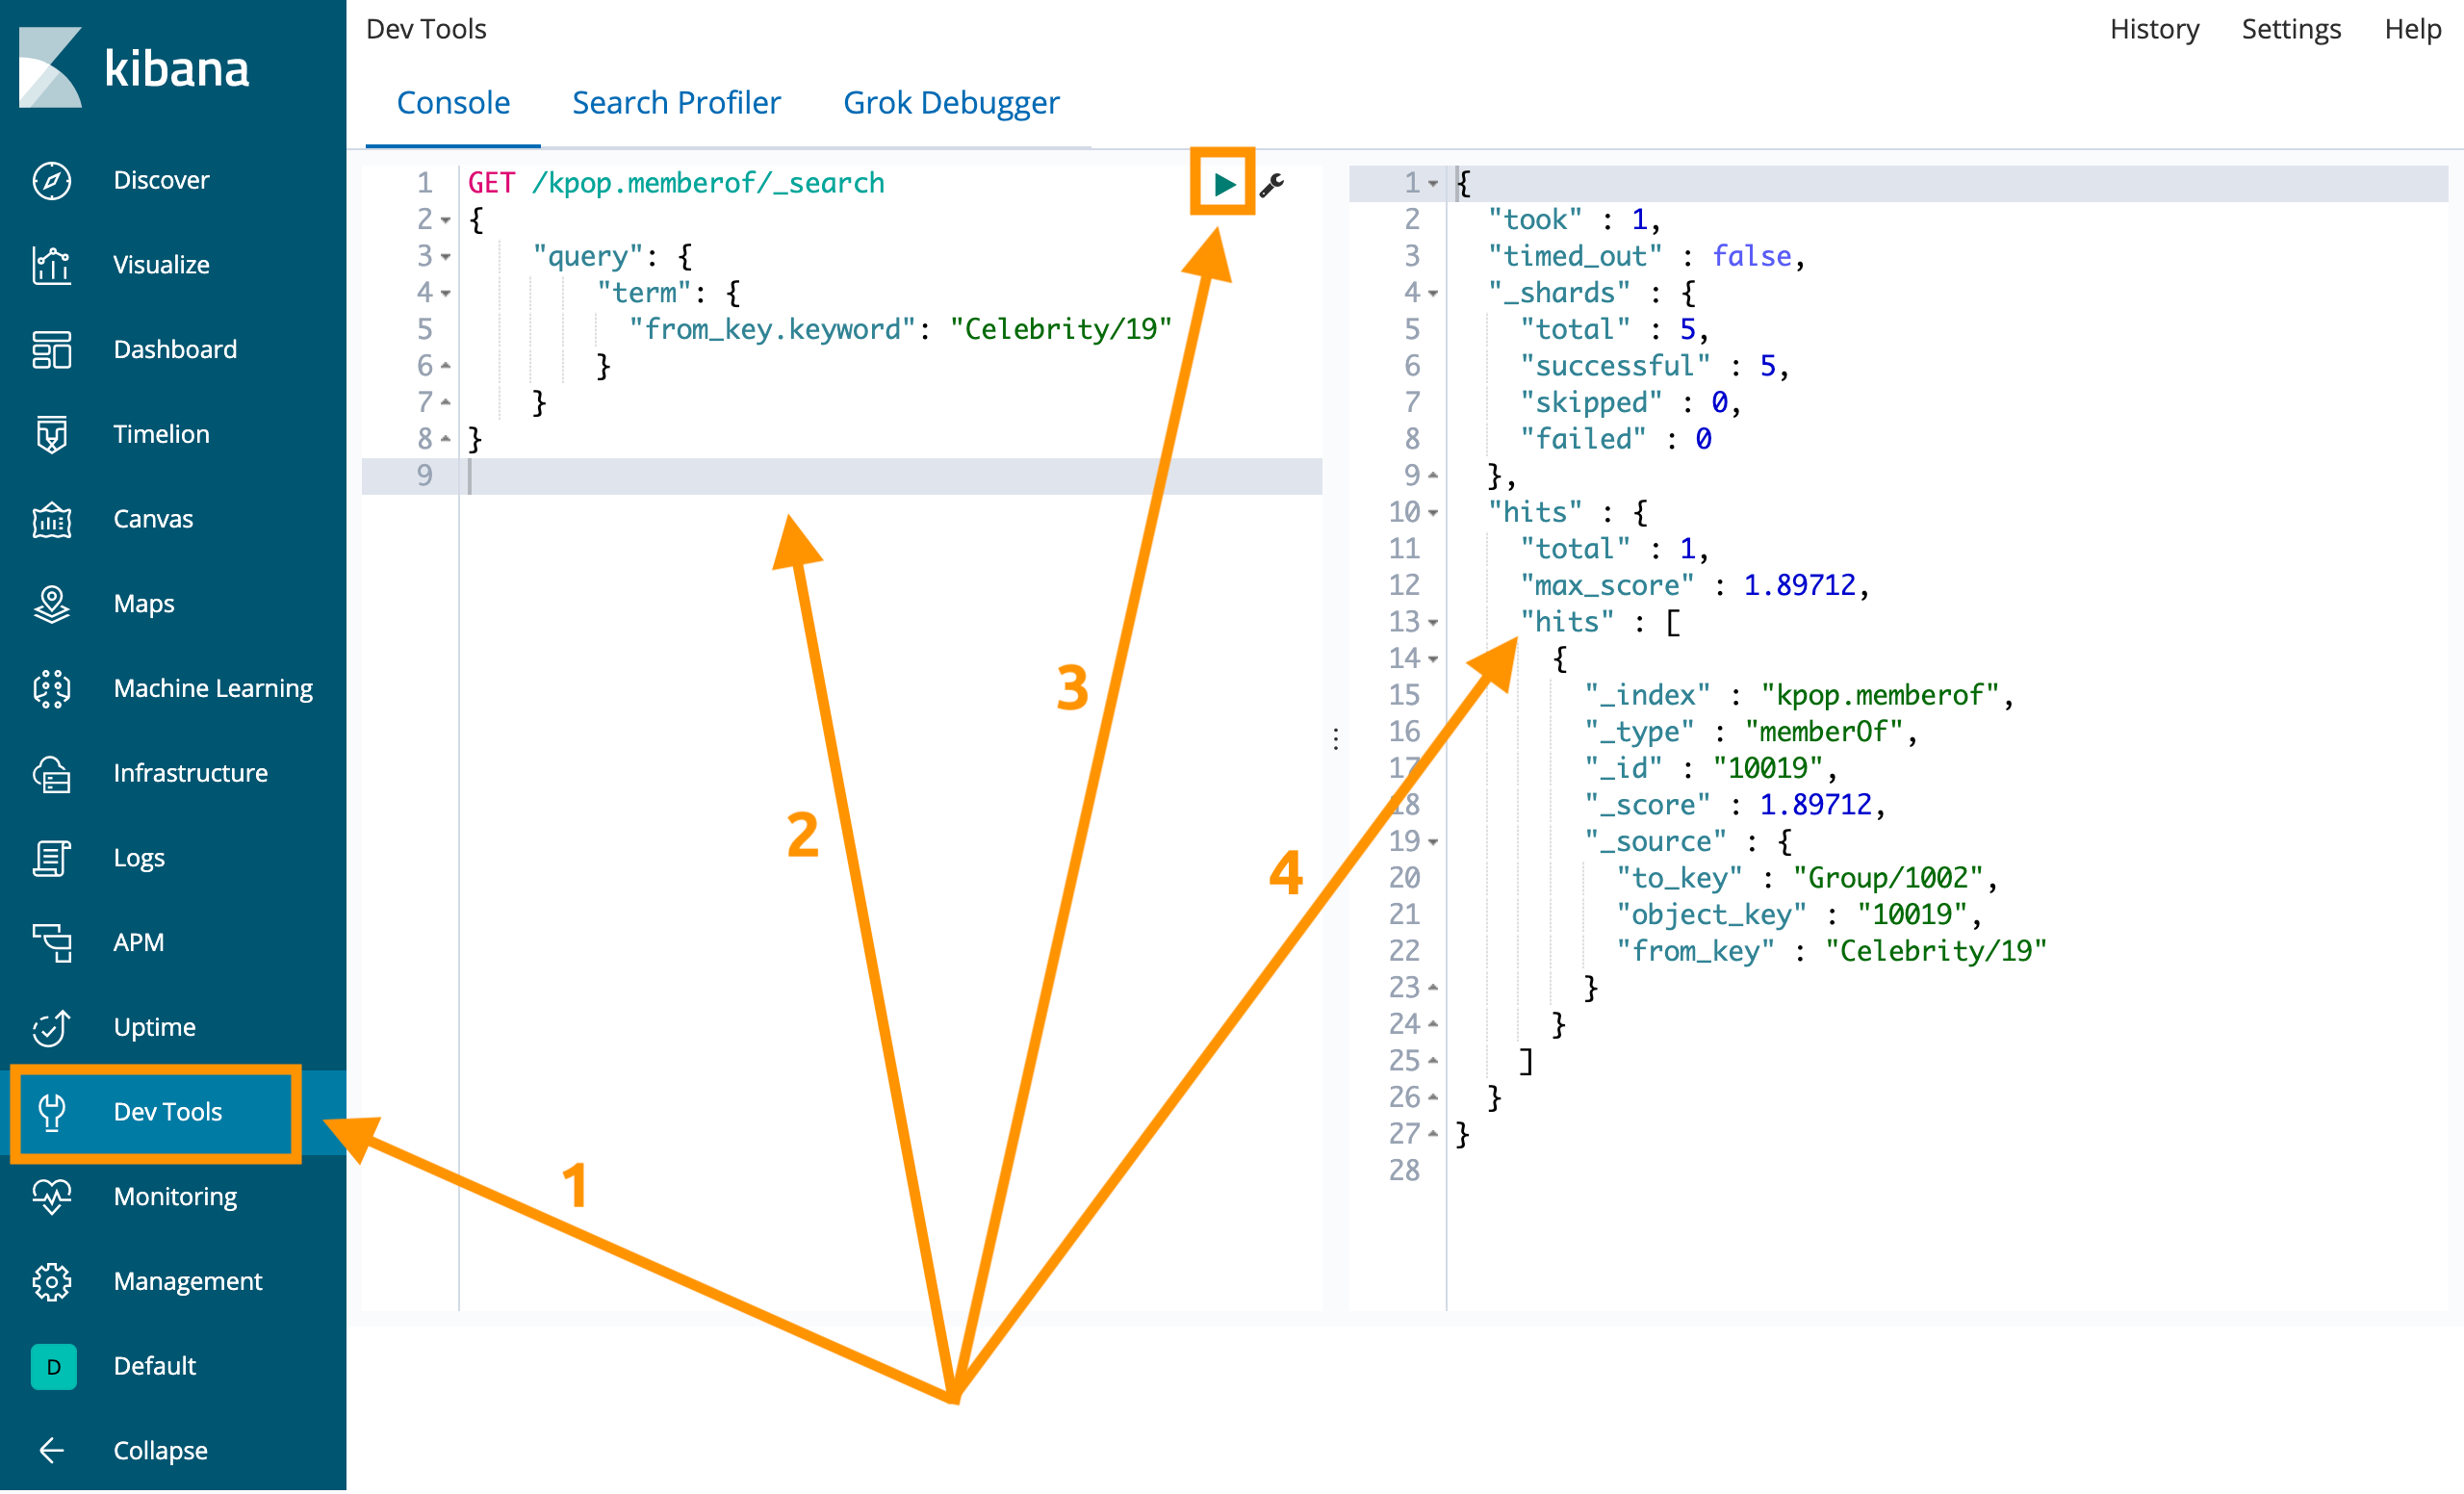 kibana
Discover
Visualize
Dashboard
Timelion
Canvas
Maps
Machine Learning
Infrastructure
Logs
APM
Uptime
Dev Tools
Monitoring
Management
D Default
Collapse
Dev Tools
History Settings Help
Console Search Profiler Grok Debugger
1 GET /kpop.memberof/_search
2 {
3 "query": {
4 "term": {
5 "from_key.keyword": "Celebrity/19"
6 }
7 }
8 }
9
1 {
2 "took" : 1,
3 "timed_out" : false,
4 "_shards" : {
5 "total" : 5,
6 "successful" : 5,
7 "skipped" : 0,
8 "failed" : 0
9 },
10 "hits" : {
11 "total" : 1,
12 "max_score" : 1.89712,
13 "hits" : [
14 {
15 "_index" : "kpop.memberof",
16 "_type" : "memberOf",
17 "_id" : "10019",
18 "_score" : 1.89712,
19 "_source" : {
20 "to_key" : "Group/1002",
21 "object_key" : "10019",
22 "from_key" : "Celebrity/19"
23 }
24 }
25 ]
26 }
27 }
28
1
2
3
4